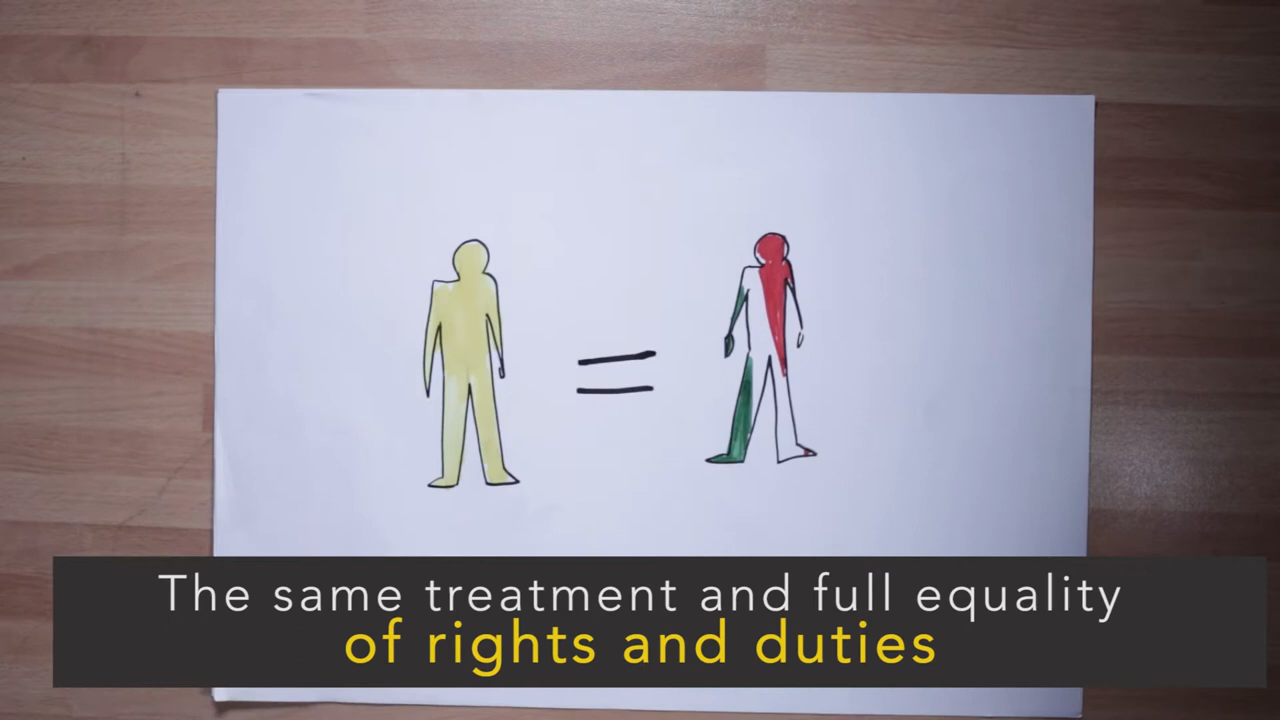 The same treatment and full equality
of rights and duties